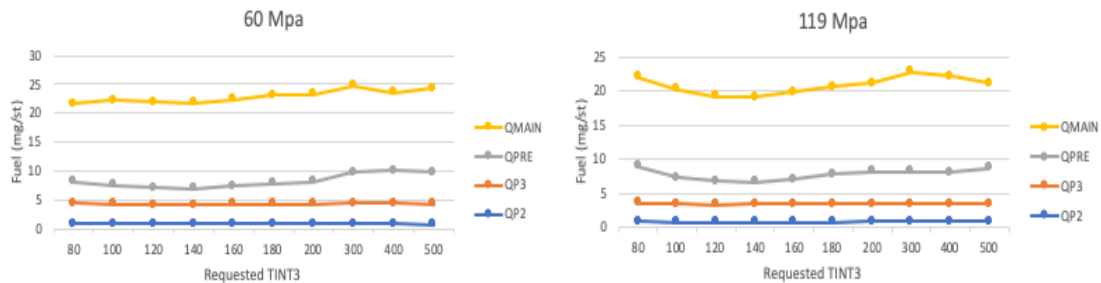 60 Mpa
Fuel (mg/st)
30
25
20
15
10
5
0
80 100 120 140 160 180 200 300 400 500
Requested TINT3
QMAIN
QPRE
QP3
QP2
119 Mpa
Fuel (mg/st)
25
20
15
10
5
0
80 100 120 140 160 180 200 300 400 500
Requested TINT3
QMAIN
QPRE
QP3
QP2